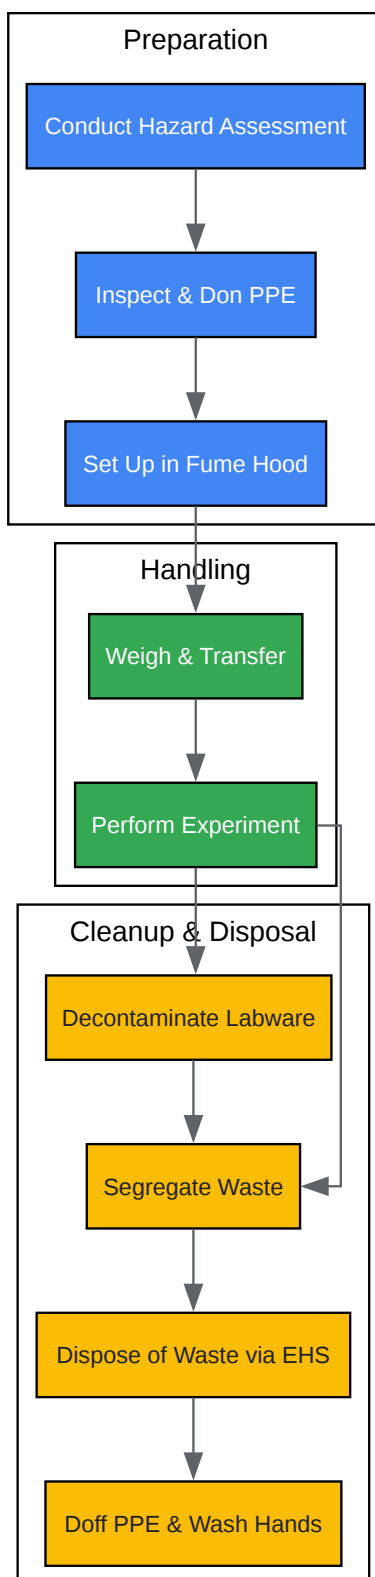 Preparation
Conduct Hazard Assessment
Inspect & Don PPE
Set Up in Fume Hood
Handling
Weigh & Transfer
Perform Experiment
Cleanup & Disposal
Decontaminate Labware
Segregate Waste
Dispose of Waste via EHS
Doff PPE & Wash Hands